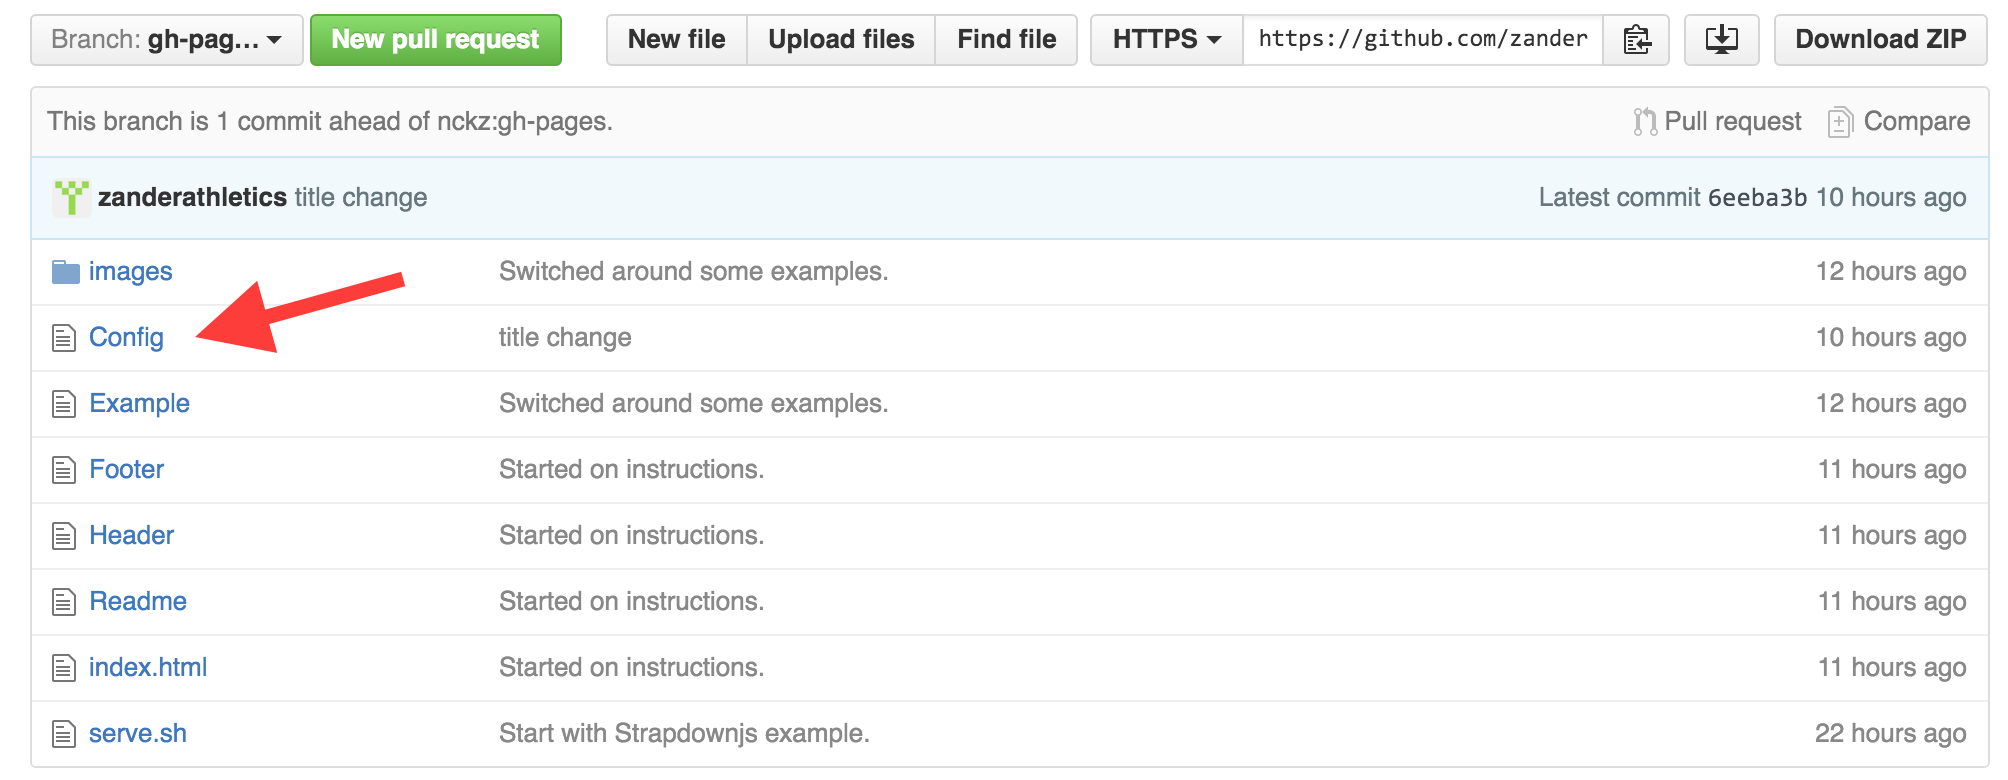 Branch: gh-pag... New pull request New file Upload files Find file HTTPS https://github.com/zander Download ZIP
This branch is 1 commit ahead of nckz:gh-pages. Pull request Compare
zanderathletics title change Latest commit 6eeba3b 10 hours ago
images Switched around some examples. 12 hours ago
Config title change 10 hours ago
Example Switched around some examples. 12 hours ago
Footer Started on instructions. 11 hours ago
Header Started on instructions. 11 hours ago
Readme Started on instructions. 11 hours ago
index.html Started on instructions. 11 hours ago
serve.sh Start with Strapdownjs example. 22 hours ago